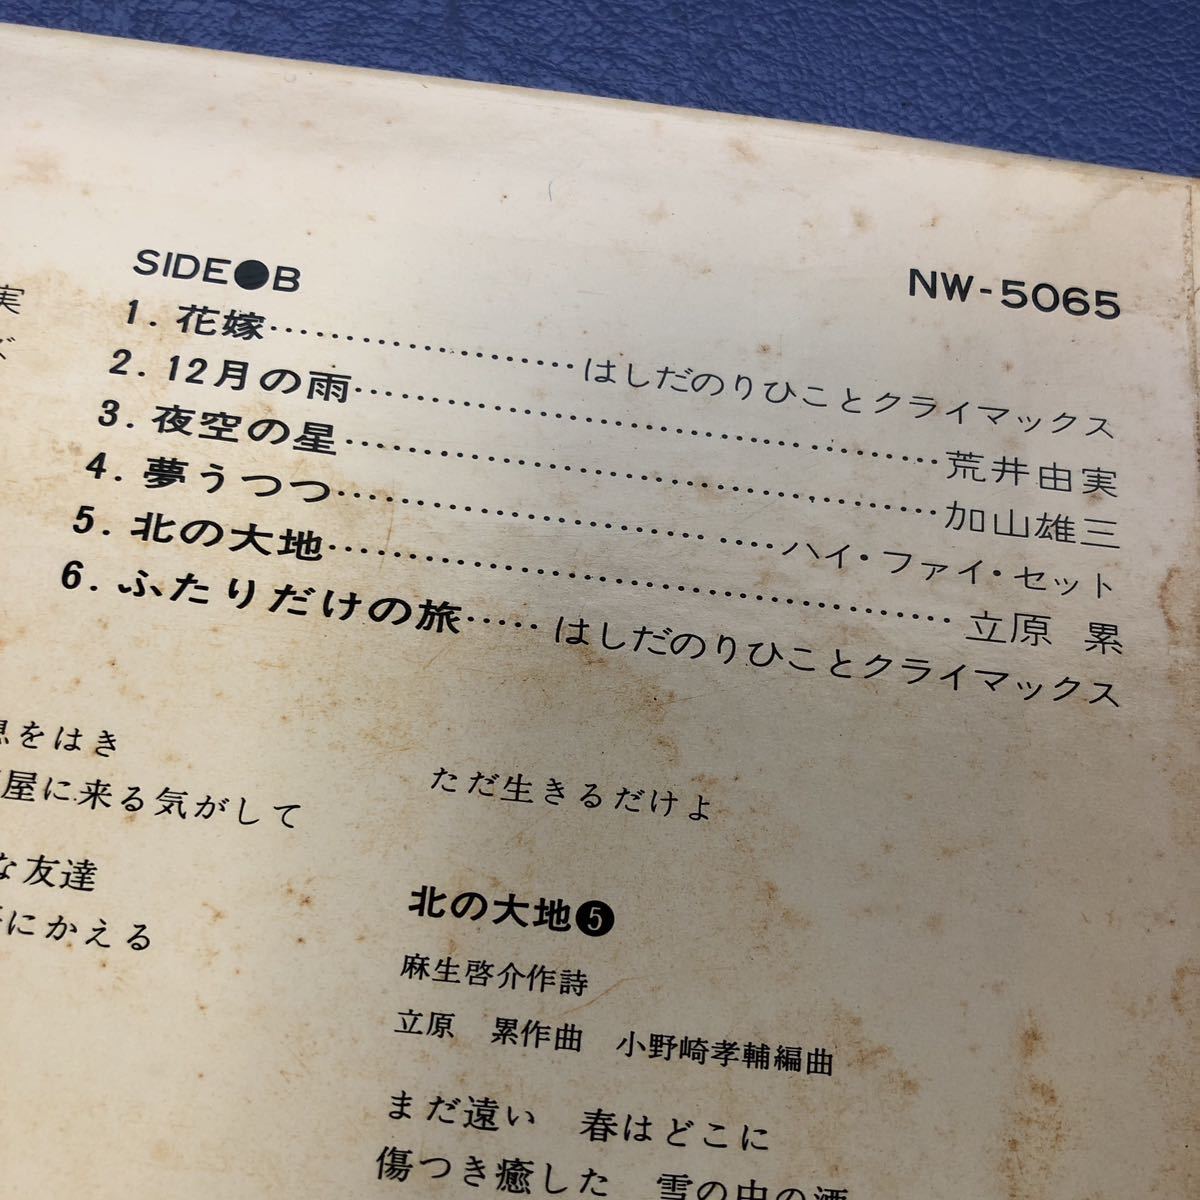 実
ズ
SIDE●B
NW-5065
1. 花嫁……………………はしだのりひことクライマックス
2. 12月の雨……………………………………荒井由実
3. 夜空の星……………………………………加山雄三
4. 夢うつつ…………………………ハイ・ファイ・セット
5. 北の大地……………………………………立原 累
6. ふたりだけの旅……はしだのりひことクライマックス
をはき
屋に来る気がして
な友達
にかえる
ただ生きるだけよ
北の大地❺
麻生啓介作詩
立原 累作曲 小野崎孝輔編曲
まだ遠い 春はどこに
傷つき癒した 雪の中の酒